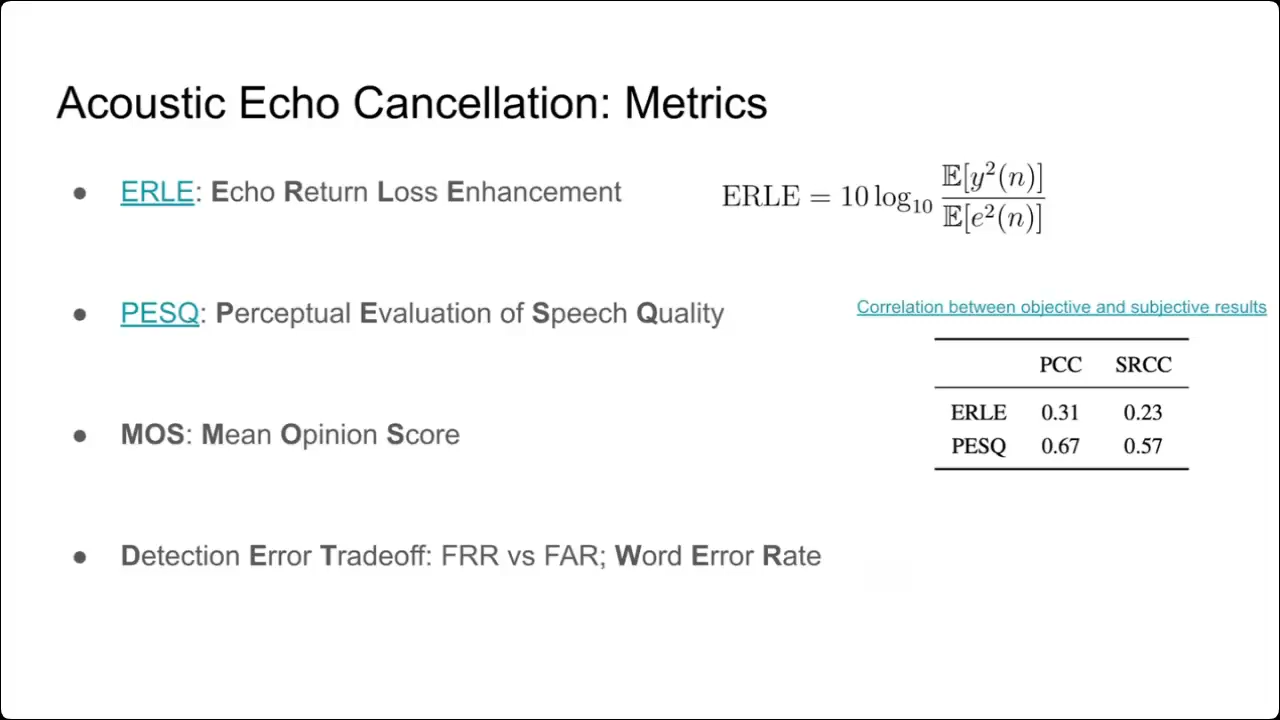 Acoustic Echo Cancellation: Metrics
● ERLE: Echo Return Loss Enhancement
ERLE = 10 log₁₀ 𝔼[y²(n)] / 𝔼[e²(n)]
● PESQ: Perceptual Evaluation of Speech Quality
Correlation between objective and subjective results
PCC SRCC
ERLE 0.31 0.23
PESQ 0.67 0.57
● MOS: Mean Opinion Score
● Detection Error Tradeoff: FRR vs FAR; Word Error Rate